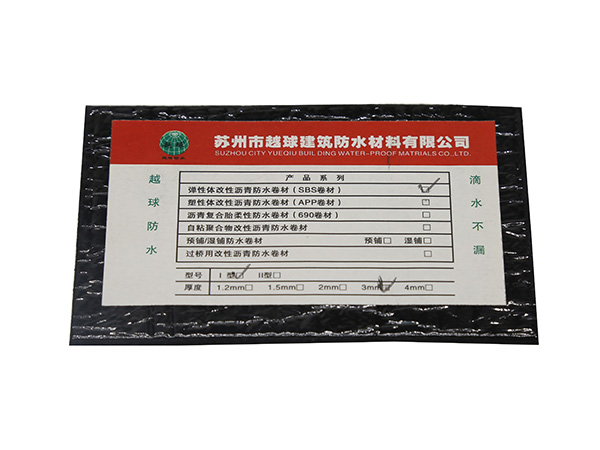 苏州市越球建筑防水材料有限公司
SUZHOU CITY YUEQIU BUILDING WATER-PROOF MATRIALS CO.,LTD.
越球防水
产品系列
弹性体改性沥青防水卷材（SBS卷材）
塑性体改性沥青防水卷材（APP卷材）
沥青复合胎柔性防水卷材（690卷材）
自粘聚合物改性沥青防水卷材
预铺/湿铺防水卷材 预铺 湿铺
过桥用改性沥青防水卷材
型号 I型 II型
厚度 1.2mm 1.5mm 2mm 3mm 4mm
滴水不漏